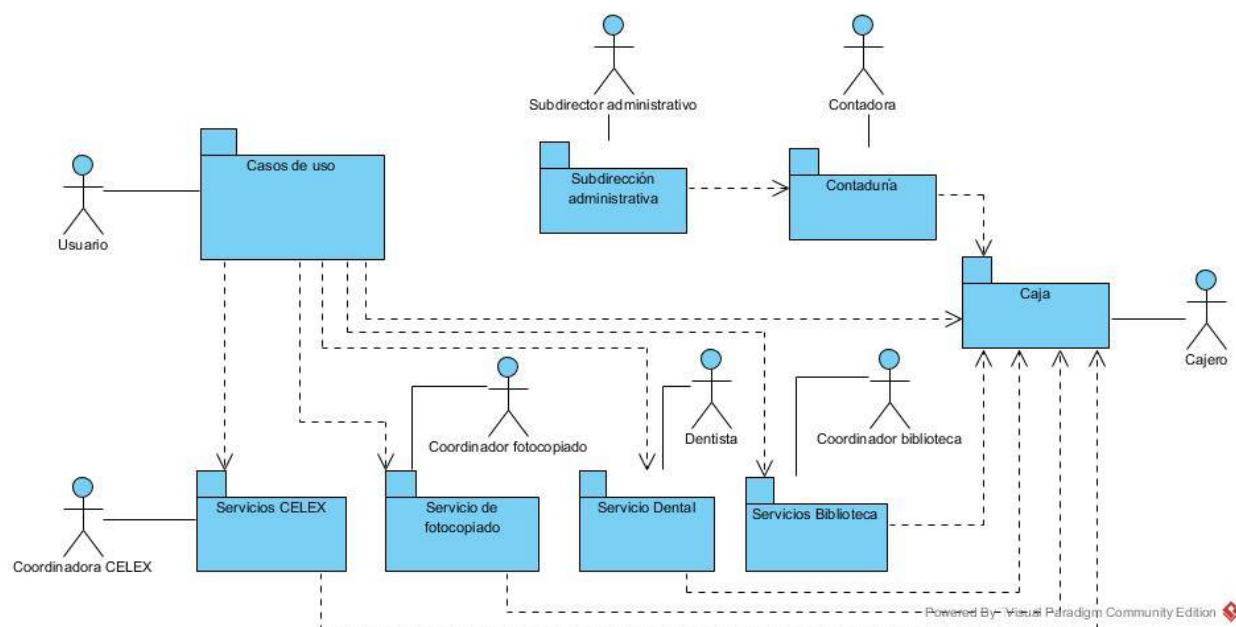 Subdirector administrativo
Contadora
Casos de uso
Usuario
Subdirección
administrativa
Contaduría
Caja
Cajero
Coordinador fotocopiado
Dentista
Coordinador biblioteca
Servicios CELEX
Servicio de
fotocopiado
Servicio Dental
Servicios Biblioteca
Coordinadora CELEX
Powered By Visual Paradigm Community Edition